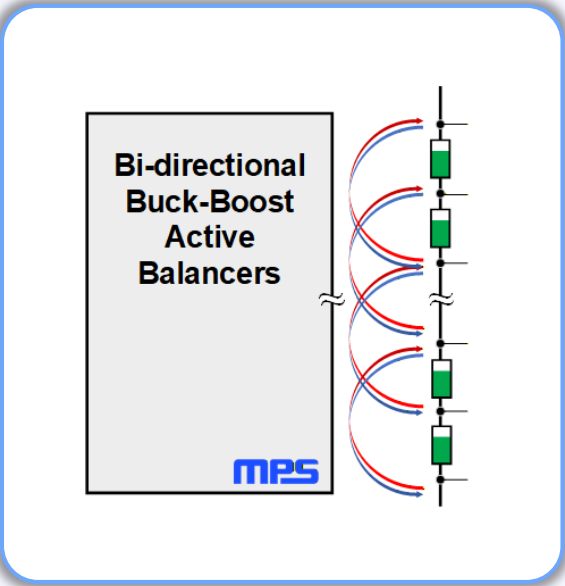 Bi-directional
Buck-Boost
Active
Balancers
≈ ≈
mPS